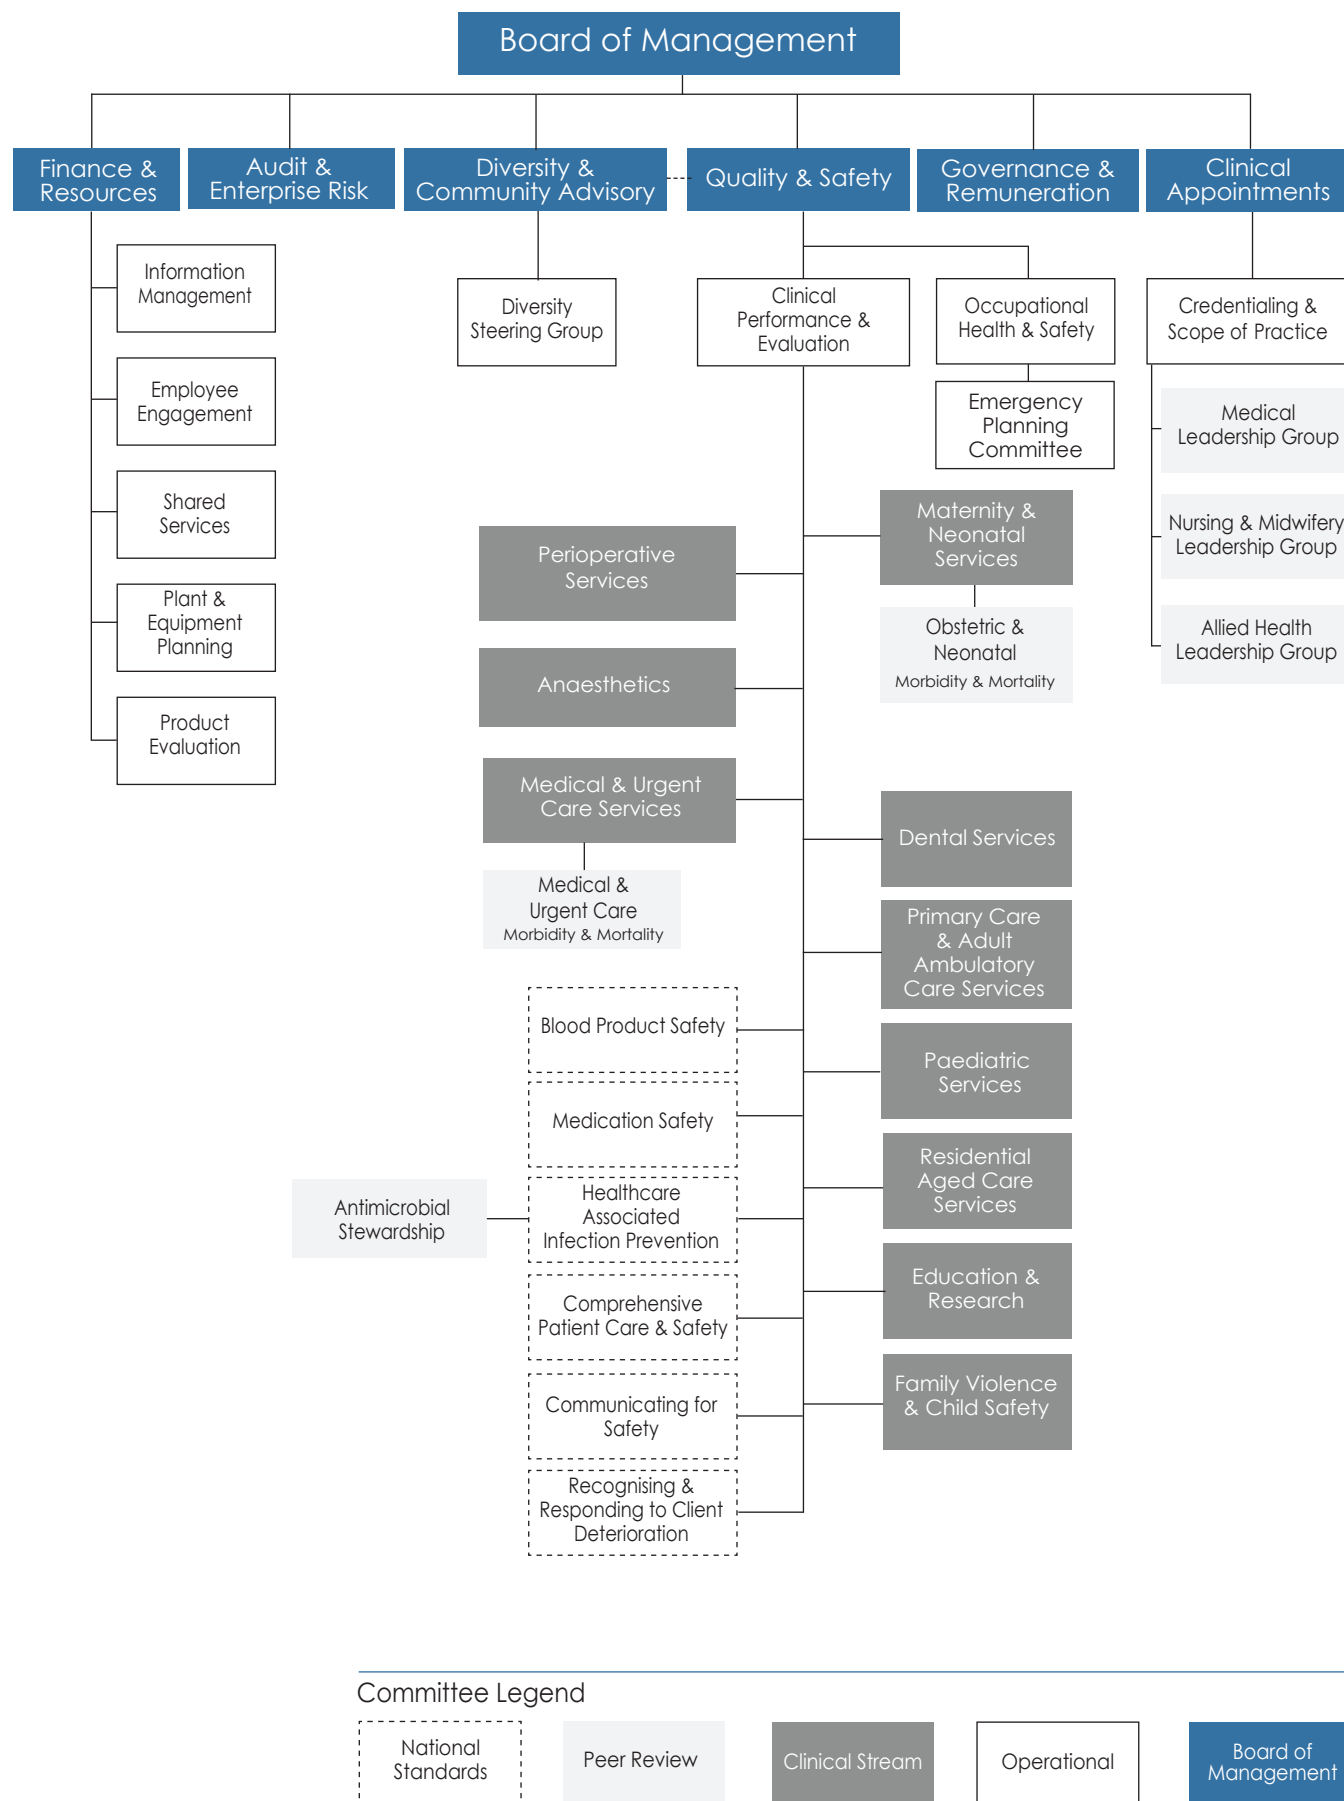 Board of Management
Finance &
Resources
Audit &
Enterprise Risk
Diversity &
Community Advisory
Quality & Safety
Governance &
Remuneration
Clinical
Appointments
Information
Management
Employee
Engagement
Shared
Services
Plant &
Equipment
Planning
Product
Evaluation
Diversity
Steering Group
Clinical
Performance &
Evaluation
Occupational
Health & Safety
Emergency
Planning
Committee
Credentialing &
Scope of Practice
Medical
Leadership Group
Nursing & Midwifery
Leadership Group
Allied Health
Leadership Group
Perioperative
Services
Anaesthetics
Medical & Urgent
Care Services
Medical &
Urgent Care
Morbidity & Mortality
Maternity &
Neonatal
Services
Obstetric &
Neonatal
Morbidity & Mortality
Dental Services
Primary Care
& Adult
Ambulatory
Care Services
Paediatric
Services
Residential
Aged Care
Services
Education &
Research
Family Violence
& Child Safety
Blood Product Safety
Medication Safety
Healthcare
Associated
Infection Prevention
Antimicrobial
Stewardship
Comprehensive
Patient Care & Safety
Communicating for
Safety
Recognising &
Responding to Client
Deterioration
Committee Legend
National
Standards
Peer Review
Clinical Stream
Operational
Board of
Management